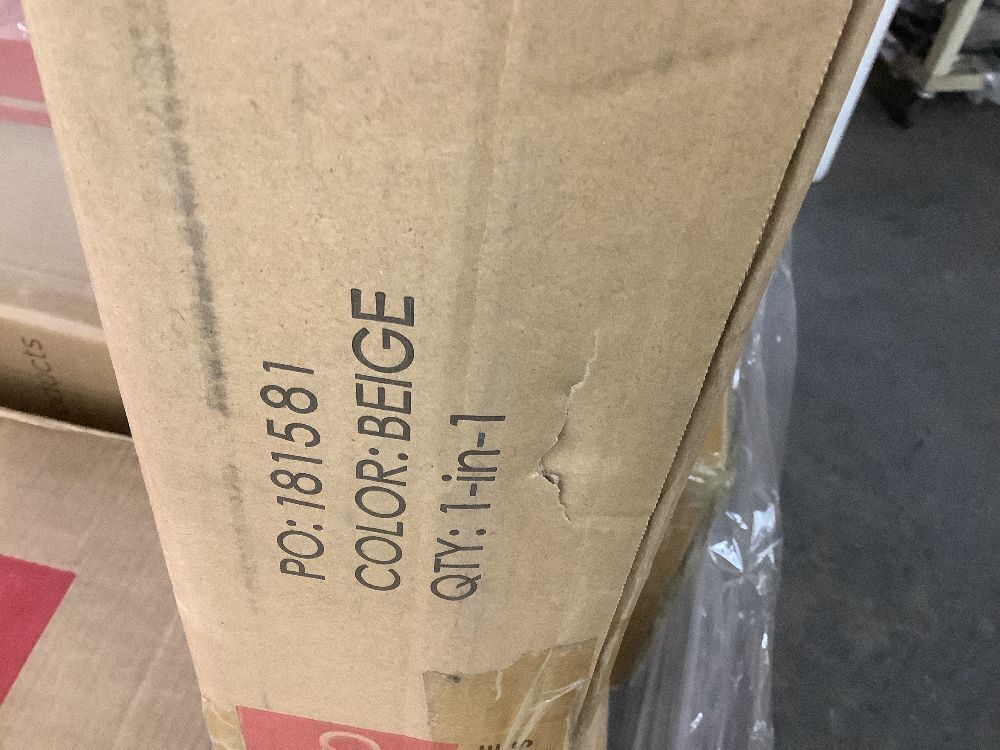 PO: 181581
COLOR: BEIGE
QTY: 1-in-1